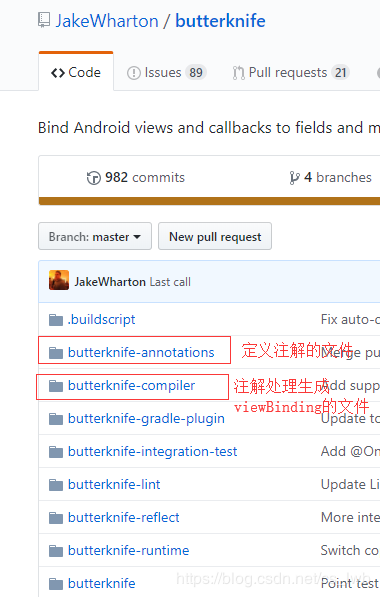 JakeWharton / butterknife
Code Issues 89 Pull requests 21
Bind Android views and callbacks to fields and m
982 commits 4 branches
Branch: master New pull request
JakeWharton Last call
.buildscript Fix auto-c
butterknife-annotations 定义注解的文件 Merge pu
butterknife-compiler 注解处理生成 Add supp
viewBinding的文件
butterknife-gradle-plugin Update to
butterknife-integration-test Add @On
butterknife-lint Update Li
butterknife-reflect More inte
butterknife-runtime Switch co
butterknife Point test
https://blog.csdn.net/